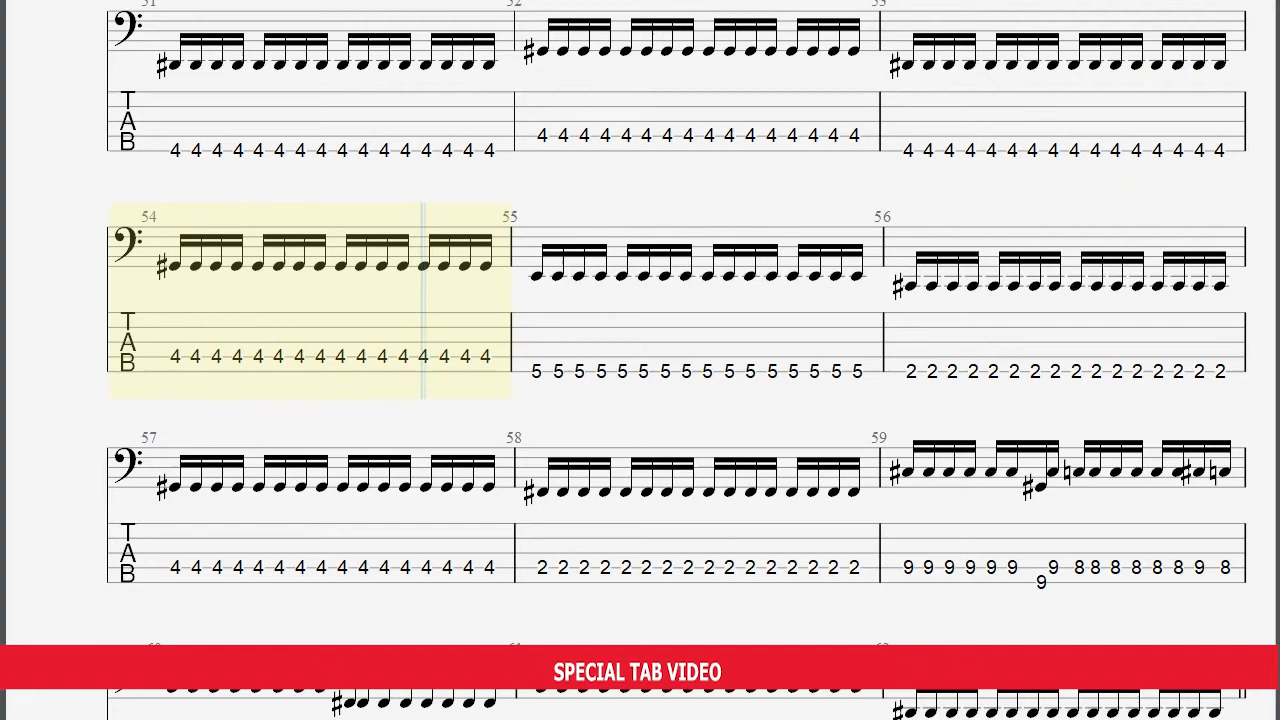 51 52 53
T
A
B
4 4 4 4 4 4 4 4 4 4 4 4 4 4 4 4 4 4 4 4 4 4 4 4 4 4 4 4 4 4 4 4 4 4 4 4 4 4 4 4 4 4 4 4 4 4 4 4
54 55 56
T
A
B
4 4 4 4 4 4 4 4 4 4 4 4 4 4 4 4 5 5 5 5 5 5 5 5 5 5 5 5 5 5 5 5 2 2 2 2 2 2 2 2 2 2 2 2 2 2 2 2
57 58 59
T
A
B
4 4 4 4 4 4 4 4 4 4 4 4 4 4 4 4 2 2 2 2 2 2 2 2 2 2 2 2 2 2 2 2 9 9 9 9 9 9 9 9 8 8 8 8 8 8 9 8
SPECIAL TAB VIDEO